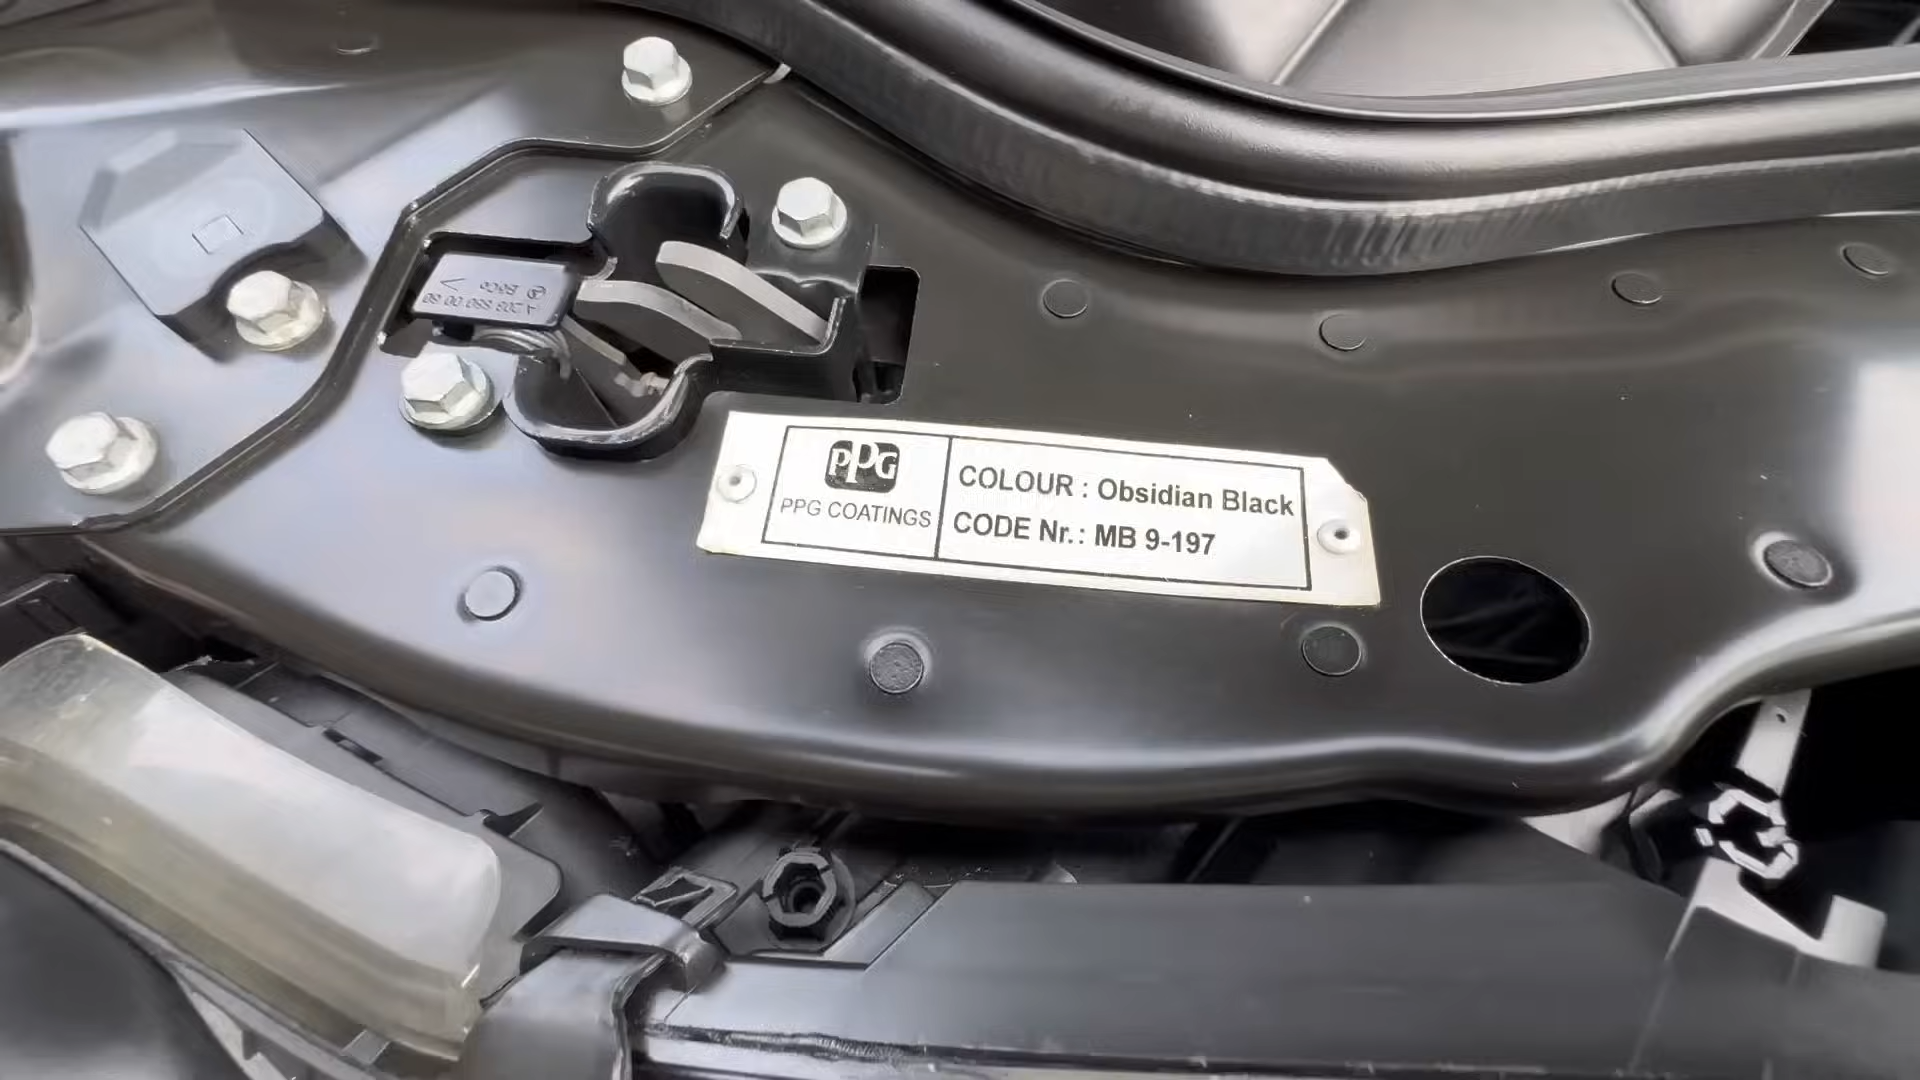 PPG
PPG COATINGS
COLOUR : Obsidian Black
CODE Nr.: MB 9-197